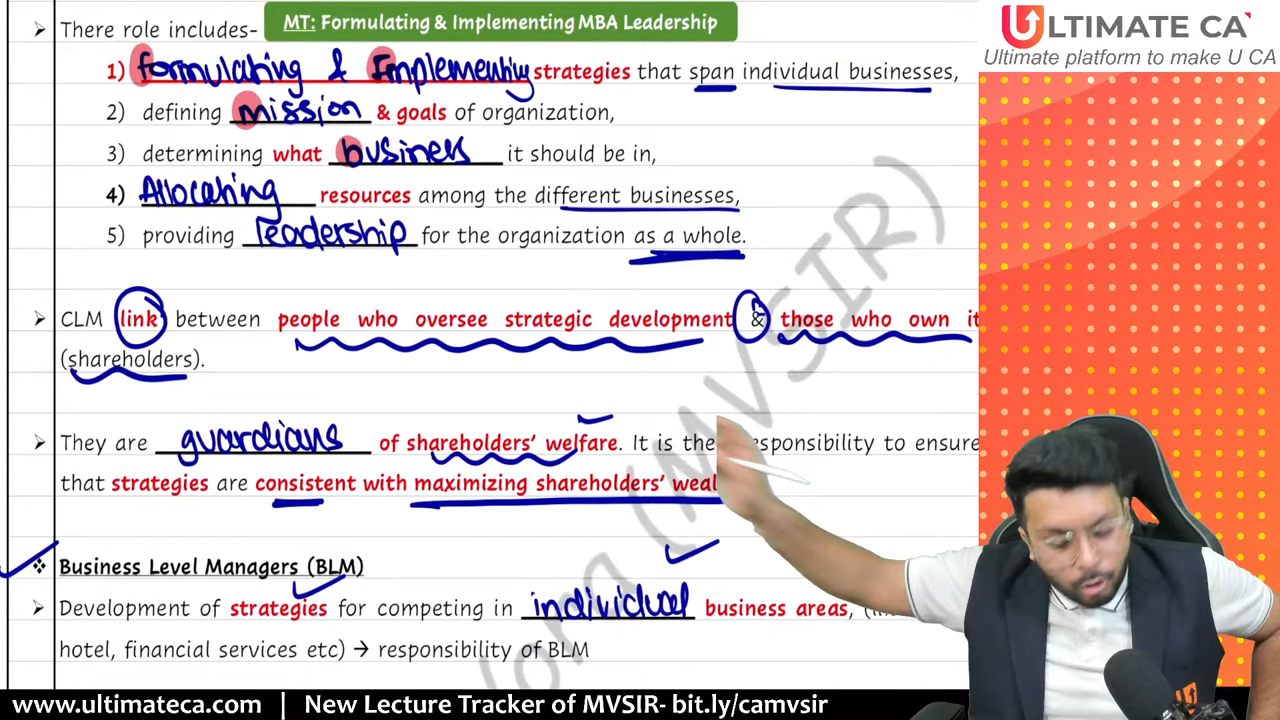 There role includes-
MT: Formulating & Implementing MBA Leadership
ULTIMATE CA
Ultimate platform to make U CA
1) Formulating & Implementing strategies that span individual businesses,
2) defining mission & goals of organization,
3) determining what business it should be in,
4) Allocating resources among the different businesses,
5) providing leadership for the organization as a whole.
CLM link between people who oversee strategic development & those who own it
(shareholders).
They are guardians of shareholders' welfare. It is the responsibility to ensure
that strategies are consistent with maximizing shareholders' weal
Business Level Managers (BLM)
Development of strategies for competing in individual business areas,
hotel, financial services etc) → responsibility of BLM
(MVSIR)
www.ultimateca.com | New Lecture Tracker of MVSIR- bit.ly/camvsir